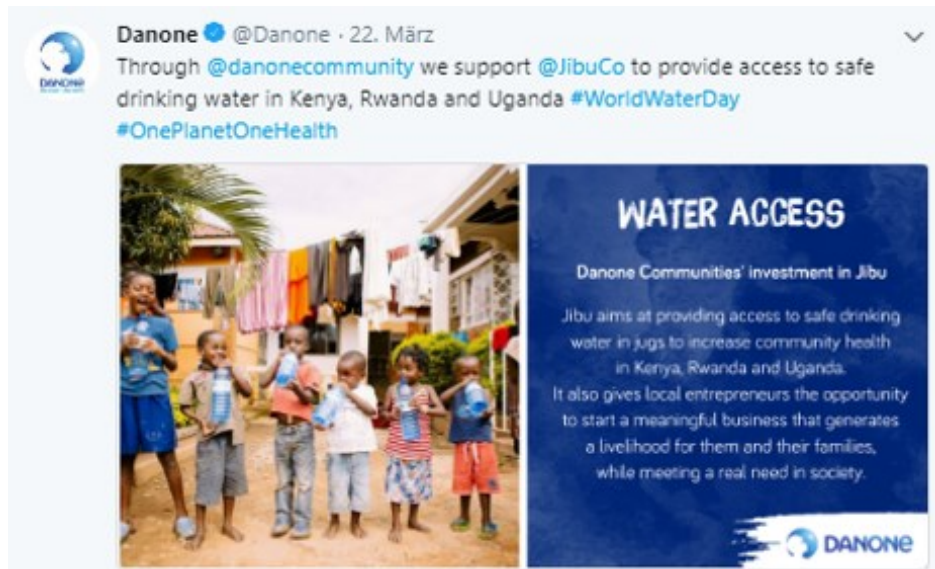 Danone @Danone · 22. März
Through @danonecommunity we support @JibuCo to provide access to safe
drinking water in Kenya, Rwanda and Uganda #WorldWaterDay
#OnePlanetOneHealth
DANONE
WATER ACCESS
Danone Communities' investment in Jibu
Jibu aims at providing access to safe drinking
water in jugs to increase community health
in Kenya, Rwanda and Uganda.
It also gives local entrepreneurs the opportunity
to start a meaningful business that generates
a livelihood for them and their families,
while meeting a real need in society.
DANONE